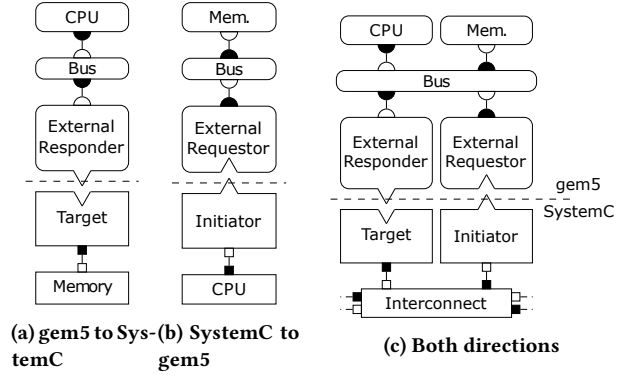 CPU
Bus
External
Responder
Target
Memory
Mem.
Bus
External
Requestor
Initiator
CPU
CPU
Mem.
Bus
External
Responder
External
Requestor
gem5
SystemC
Target
Initiator
Interconnect
(a) gem5 to Sys-
temC
(b) SystemC to
gem5
(c) Both directions